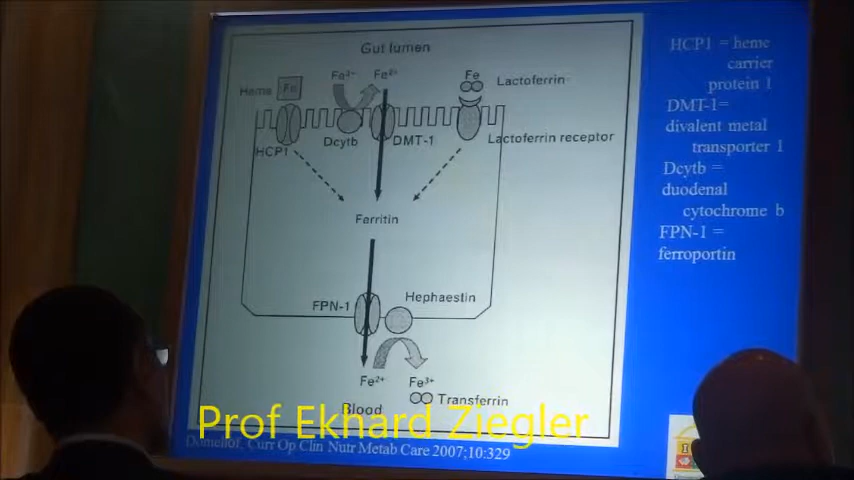 Gut lumen
Heme Fe
Fe³⁺ Fe²⁺
Fe
Lactoferrin
HCP1
Dcytb
DMT-1
Lactoferrin receptor
Ferritin
FPN-1
Hephaestin
Fe²⁺ Fe³⁺
Transferrin
Blood
HCP1 = heme
carrier
protein 1
DMT-1=
divalent metal
transporter 1
Dcytb =
duodenal
cytochrome b
FPN-1 =
ferroportin
Prof Ekhard Ziegler
Domellof, Curr Op Clin Nutr Metab Care 2007;10:329